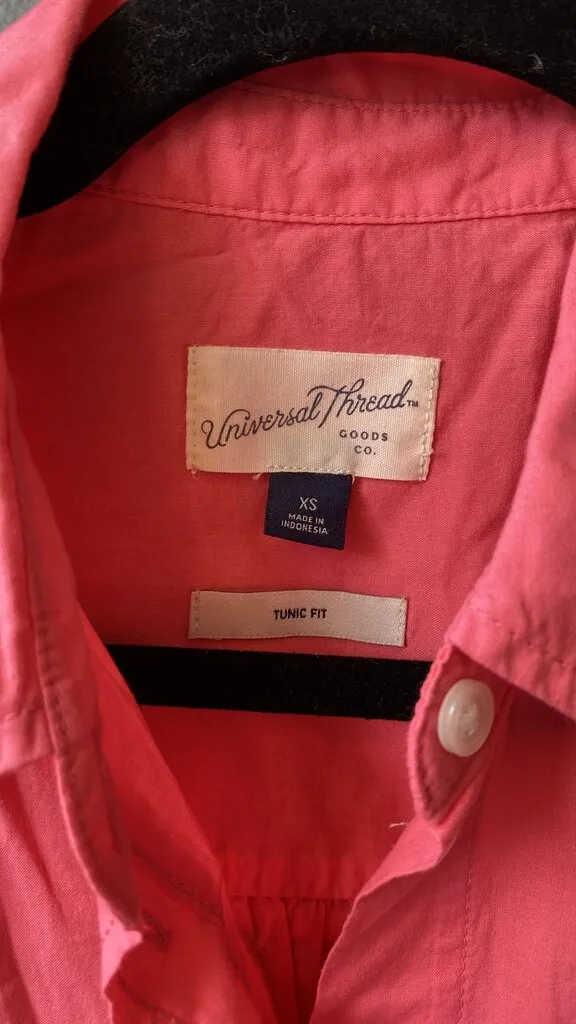 Universal Thread™
GOODS
CO.
XS
MADE IN
INDONESIA
TUNIC FIT